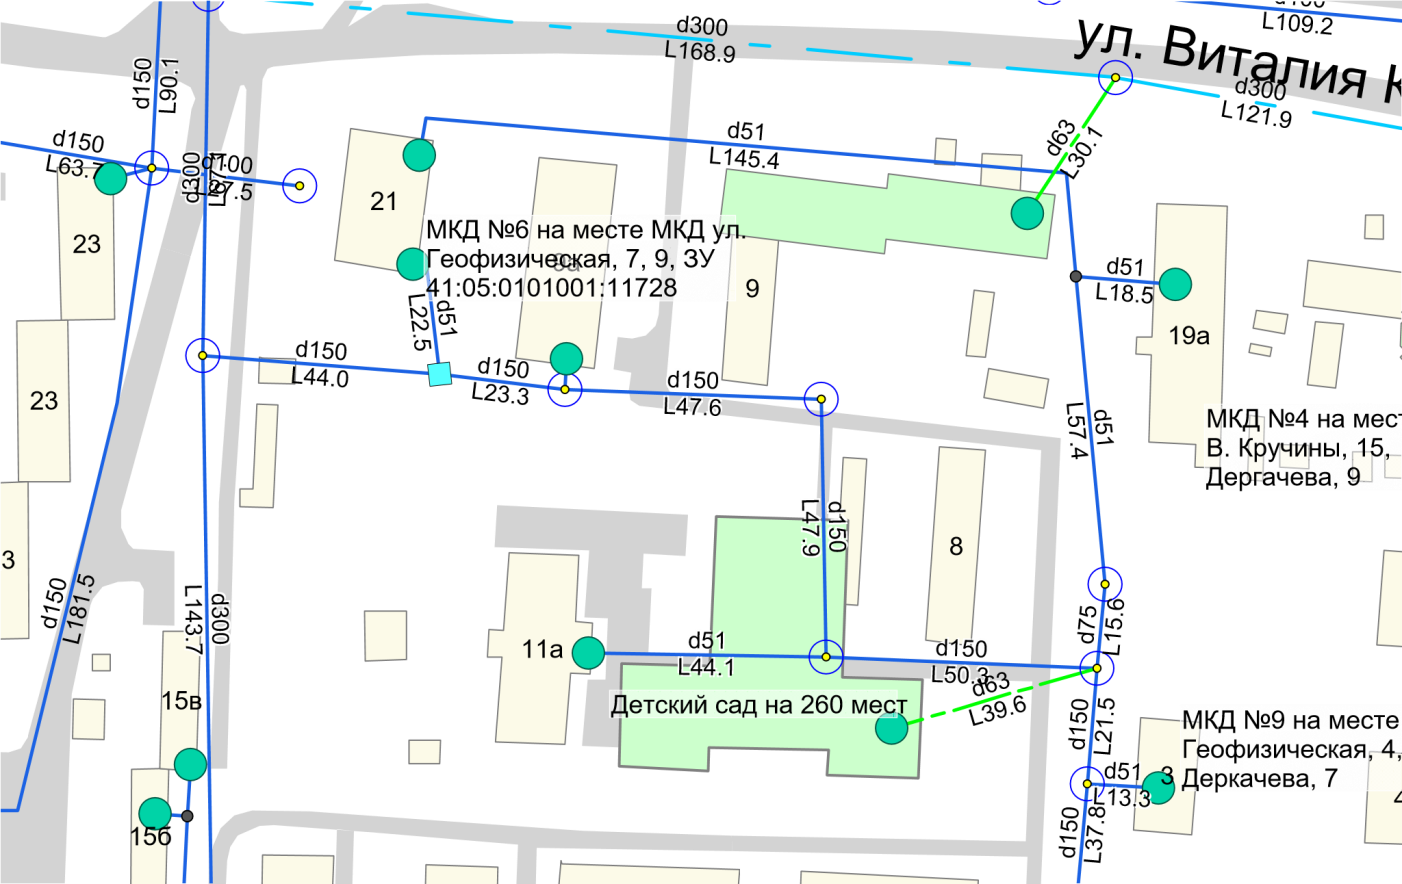 d300
L168.9
L109.2
ул. Виталия К
d300
L121.9
d150
L90.1
d150
L63.7
d100
d300
d51
L145.4
d63
L30.1
21
23
МКД №6 на месте МКД ул.
Геофизическая, 7, 9, ЗУ
41:05:0101001:11728
9а
9
d51
L18.5
19а
d51
L22.5
d150
L44.0
d150
L23.3
d150
L47.6
23
d51
L57.4
МКД №4 на мест
В. Кручины, 15,
Дергачева, 9
d150
L47.9
8
3
d150
L181.5
d300
L143.7
11а
d51
L44.1
d150
L50.3
d75
L15.6
d63
L39.6
Детский сад на 260 мест
15в
d150
L21.5
МКД №9 на месте
Геофизическая, 4,
Деркачева, 7
d51
L13.3
3
15б
d150
L37.8
4